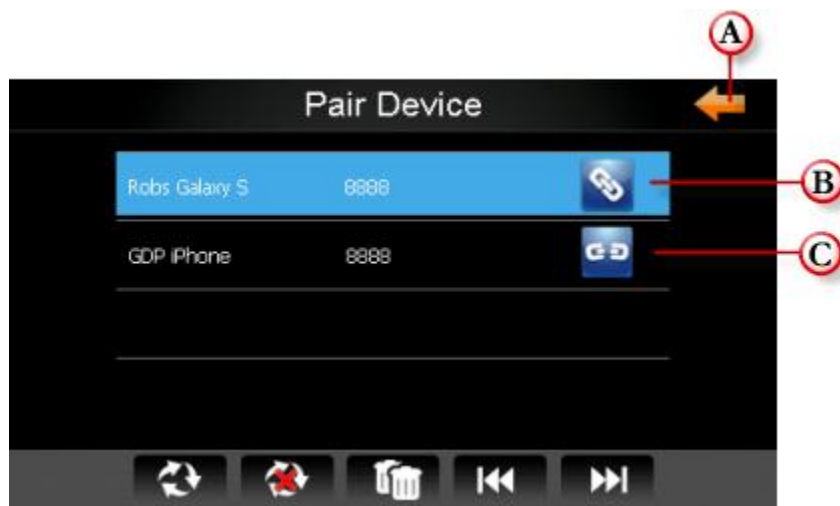 A
Pair Device
Robs Galaxy S 8888
B
GDP iPhone 8888
C